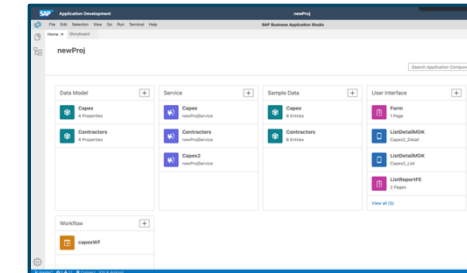 SAP Application Development newProj
File Edit Selection View Go Run Terminal Help SAP Business Application Studio
Home Storyboard
newProj
Search Application Compon
Data Model + Service + Sample Data + User Interface +
Capex
4 Properties
Contractors
4 Properties
Capex
newProjService
Contractors
newProjService
Capex2
newProjService
Capex
8 Entries
Contractors
6 Entries
Form
1 Page
ListDetailMDK
Capex2_Detail
ListDetailMDK
Capex2_List
ListReportFE
2 Pages
View all (5)
Workflow +
capexWF